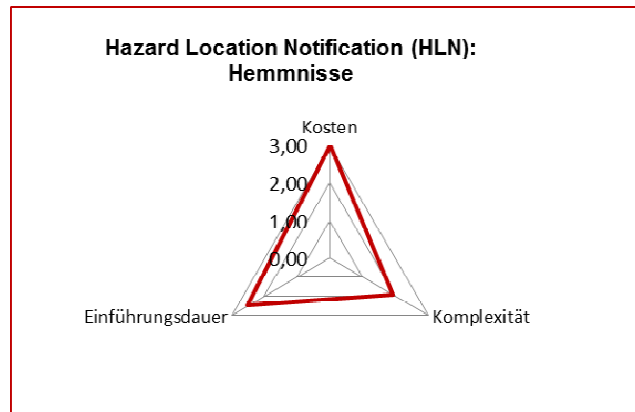 Hazard Location Notification (HLN):
Hemmnisse
Kosten
3,00
2,00
1,00
0,00
Einführungsdauer
Komplexität